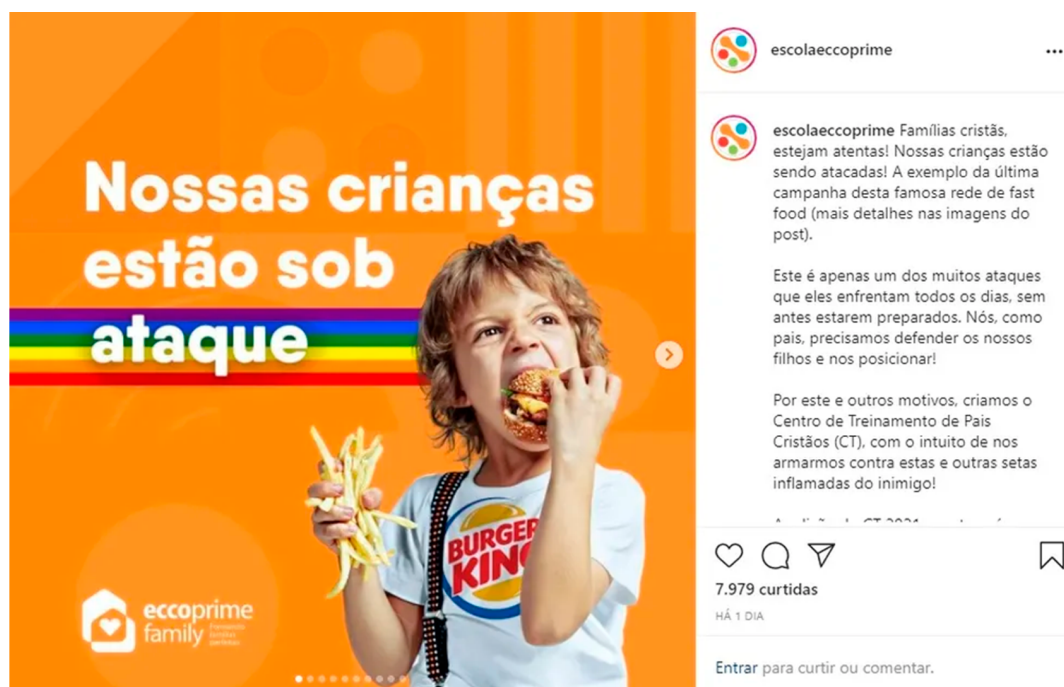 Nossas crianças
estão sob
ataque
BURGER
KING
eccoprime
family
escolaeccoprime
escolaeccoprime Famílias cristãs,
estejam atentas! Nossas crianças estão
sendo atacadas! A exemplo da última
campanha desta famosa rede de fast
food (mais detalhes nas imagens do
post).
Este é apenas um dos muitos ataques
que eles enfrentam todos os dias, sem
antes estarem preparados. Nós, como
pais, precisamos defender os nossos
filhos e nos posicionar!
Por este e outros motivos, criamos o
Centro de Treinamento de Pais
Cristãos (CT), com o intuito de nos
armarmos contra estas e outras setas
inflamadas do inimigo!
7.979 curtidas
HÁ 1 DIA
Entrar para curtir ou comentar.